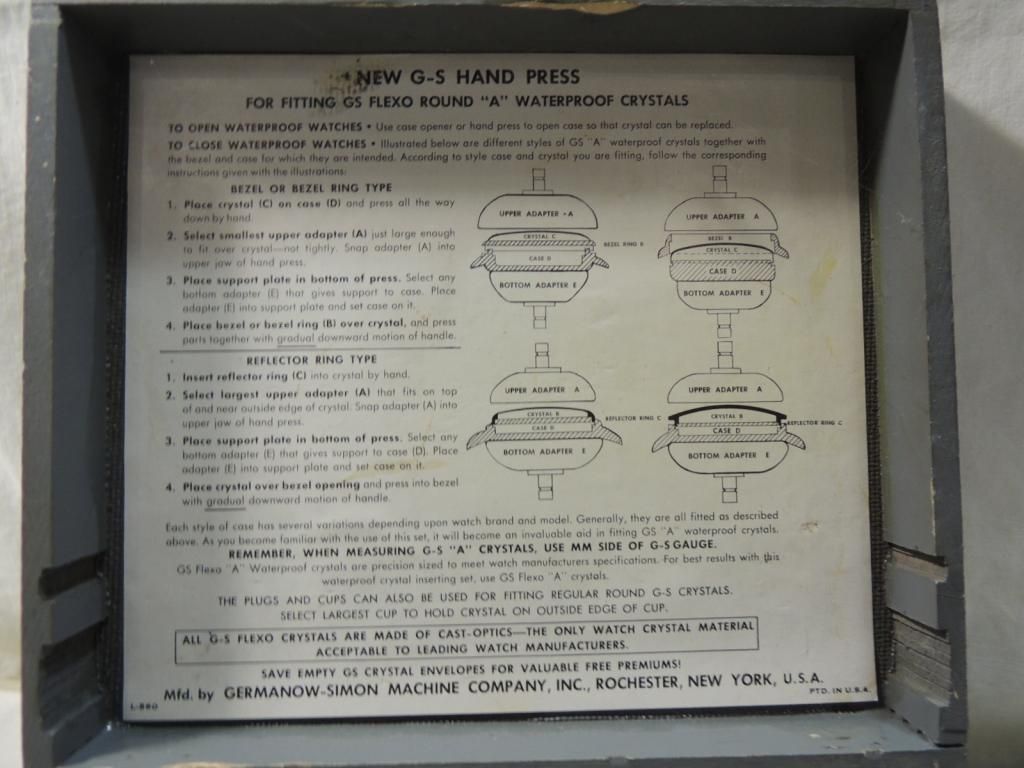 NEW G-S HAND PRESS
FOR FITTING GS FLEXO ROUND "A" WATERPROOF CRYSTALS
TO OPEN WATERPROOF WATCHES • Use case opener or hand press to open case so that crystal can be replaced.
TO CLOSE WATERPROOF WATCHES • Illustrated below are different styles of GS "A" waterproof crystals together with
the bezel and case for which they are intended. According to style case and crystal you are fitting, follow the corresponding
instructions given with the illustrations:
BEZEL OR BEZEL RING TYPE
1. Place crystal (C) on case (D) and press all the way
down by hand.
2. Select smallest upper adapter (A) just large enough
to fit over crystal—not tightly. Snap adapter (A) into
upper jaw of hand press.
3. Place support plate in bottom of press. Select any
bottom adapter (E) that gives support to case. Place
adapter (E) into support plate and set case on it.
4. Place bezel or bezel ring (B) over crystal, and press
parts together with gradual downward motion of handle.
UPPER ADAPTER - A
CRYSTAL C
BEZEL RING B
CASE D
BOTTOM ADAPTER E
UPPER ADAPTER A
BEZEL B
CRYSTAL C
CASE D
BOTTOM ADAPTER E
REFLECTOR RING TYPE
1. Insert reflector ring (C) into crystal by hand.
2. Select largest upper adapter (A) that fits on top
of and near outside edge of crystal. Snap adapter (A) into
upper jaw of hand press.
3. Place support plate in bottom of press. Select any
bottom adapter (E) that gives support to case (D). Place
adapter (E) into support plate and set case on it.
4. Place crystal over bezel opening and press into bezel
with gradual downward motion of handle.
UPPER ADAPTER A
CRYSTAL B
REFLECTOR RING C
CASE D
BOTTOM ADAPTER E
UPPER ADAPTER A
CRYSTAL B
REFLECTOR RING C
CASE D
BOTTOM ADAPTER E
Each style of case has several variations depending upon watch brand and model. Generally, they are all fitted as described
above. As you become familiar with the use of this set, it will become an invaluable aid in fitting GS "A" waterproof crystals.
REMEMBER, WHEN MEASURING G-S "A" CRYSTALS, USE MM SIDE OF G-S GAUGE.
GS Flexo "A" Waterproof crystals are precision sized to meet watch manufacturers specifications. For best results with this
waterproof crystal inserting set, use GS Flexo "A" crystals.
THE PLUGS AND CUPS CAN ALSO BE USED FOR FITTING REGULAR ROUND G-S CRYSTALS.
SELECT LARGEST CUP TO HOLD CRYSTAL ON OUTSIDE EDGE OF CUP.
ALL G-S FLEXO CRYSTALS ARE MADE OF CAST-OPTICS—THE ONLY WATCH CRYSTAL MATERIAL
ACCEPTABLE TO LEADING WATCH MANUFACTURERS.
SAVE EMPTY GS CRYSTAL ENVELOPES FOR VALUABLE FREE PREMIUMS!
Mfd. by GERMANOW-SIMON MACHINE COMPANY, INC., ROCHESTER, NEW YORK, U.S.A.
L-880
PTD. IN U.S.A.